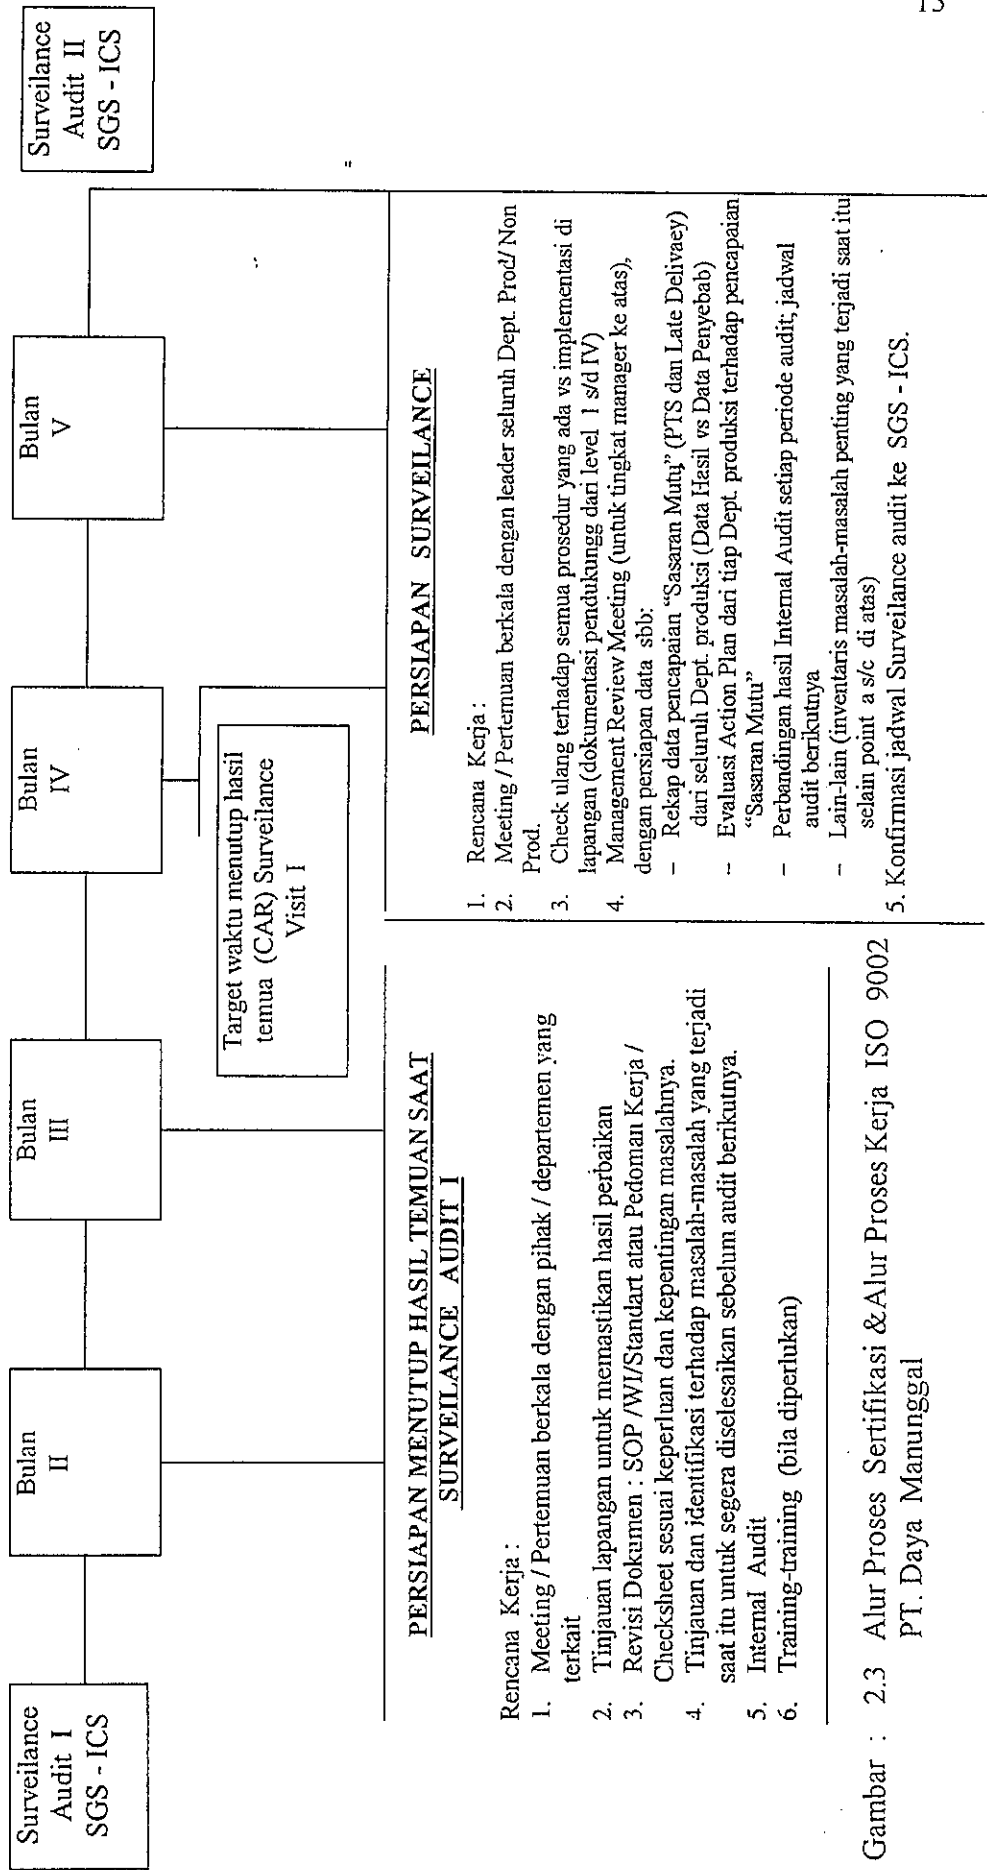 13
Surveilance
Audit I
SGS - ICS
Bulan
II
Bulan
III
Bulan
IV
Bulan
V
Surveilance
Audit II
SGS - ICS
Target waktu menutup hasil
temua (CAR) Surveilance
Visit I
PERSIAPAN MENUTUP HASIL TEMUAN SAAT
SURVEILANCE AUDIT I
Rencana Kerja :
1. Meeting / Pertemuan berkala dengan pihak / departemen yang
terkait
2. Tinjauan lapangan untuk memastikan hasil perbaikan
3. Revisi Dokumen : SOP /WI/Standart atau Pedoman Kerja /
Checksheet sesuai keperluan dan kepentingan masalahnya.
4. Tinjauan dan identifikasi terhadap masalah-masalah yang terjadi
saat itu untuk segera diselesaikan sebelum audit berikutnya.
5. Internal Audit
6. Training-training (bila diperlukan)
PERSIAPAN SURVEILANCE
1. Rencana Kerja :
2. Meeting / Pertemuan berkala dengan leader seluruh Dept. Prod/ Non
Prod.
3. Check ulang terhadap semua prosedur yang ada vs implementasi di
lapangan (dokumentasi pendukungg dari level 1 s/d IV)
4. Management Review Meeting (untuk tingkat manager ke atas),
dengan persiapan data sbb:
– Rekap data pencapaian “Sasaran Mutu” (PTS dan Late Delivaey)
dari seluruh Dept. produksi (Data Hasil vs Data Penyebab)
– Evaluasi Action Plan dari tiap Dept. produksi terhadap pencapaian
“Sasaran Mutu”
– Perbandingan hasil Internal Audit setiap periode audit; jadwal
audit berikutnya
– Lain-lain (inventaris masalah-masalah penting yang terjadi saat itu
selain point a s/c di atas)
5. Konfirmasi jadwal Surveilance audit ke SGS - ICS.
Gambar : 2.3 Alur Proses Sertifikasi &Alur Proses Kerja ISO 9002
PT. Daya Manunggal